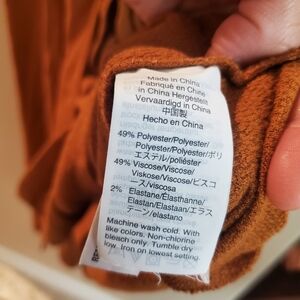 Made in China
Fabriqué en Chine
in China Hergestellt
Vervaardigd in China
中国製
Hecho en China
49% Polyester/Polyester/
Polyester/Polyester/ポリ
エステル/poliéster
49% Viscose/Viscose/
Viskose/Viscose/ビスコ
ース/viscosa
2% Elastane/Élasthanne/
Elastan/Elastaan/エラス
テーン/elastano
Machine wash cold. With
like colors. Non-chlorine
bleach only. Tumble dry
low. Iron on lowest setting.